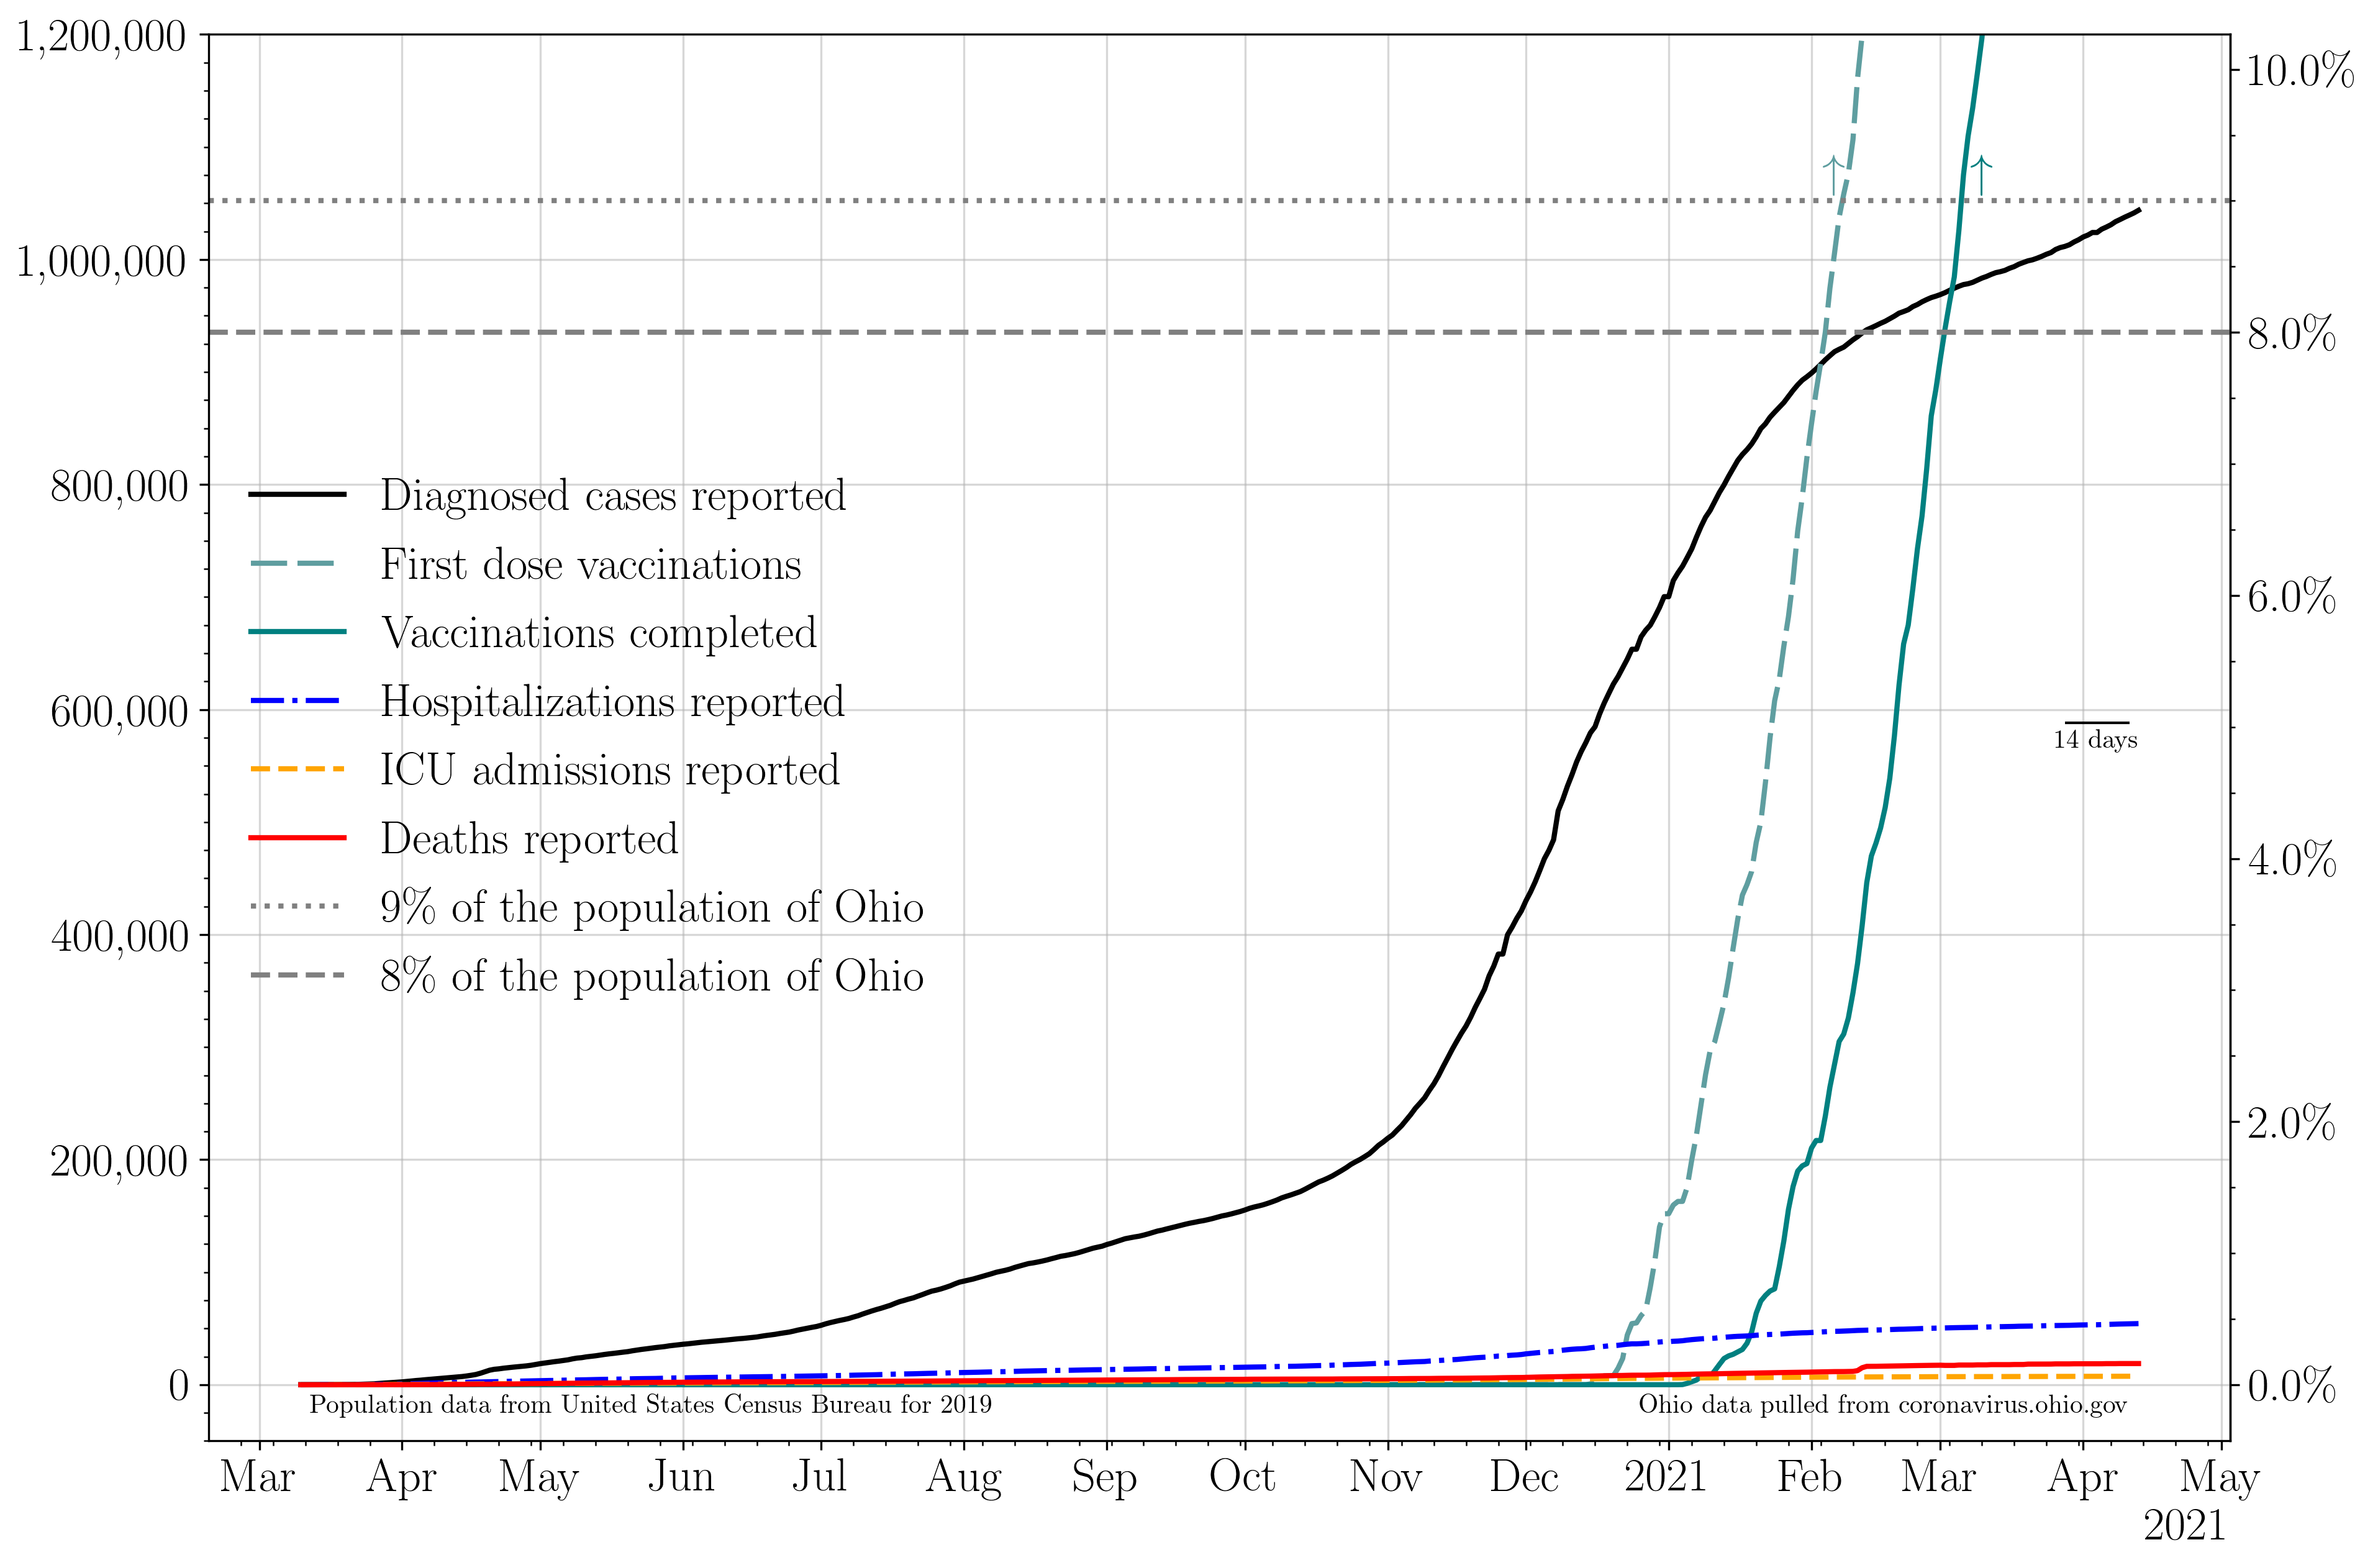 1,200,000
1,000,000
800,000
600,000
400,000
200,000
0
10.0%
8.0%
6.0%
4.0%
2.0%
0.0%
↑ ↑
Diagnosed cases reported
First dose vaccinations
Vaccinations completed
Hospitalizations reported
ICU admissions reported
Deaths reported
9% of the population of Ohio
8% of the population of Ohio
14 days
Population data from United States Census Bureau for 2019
Ohio data pulled from coronavirus.ohio.gov
Mar Apr May Jun Jul Aug Sep Oct Nov Dec 2021 Feb Mar Apr May
2021